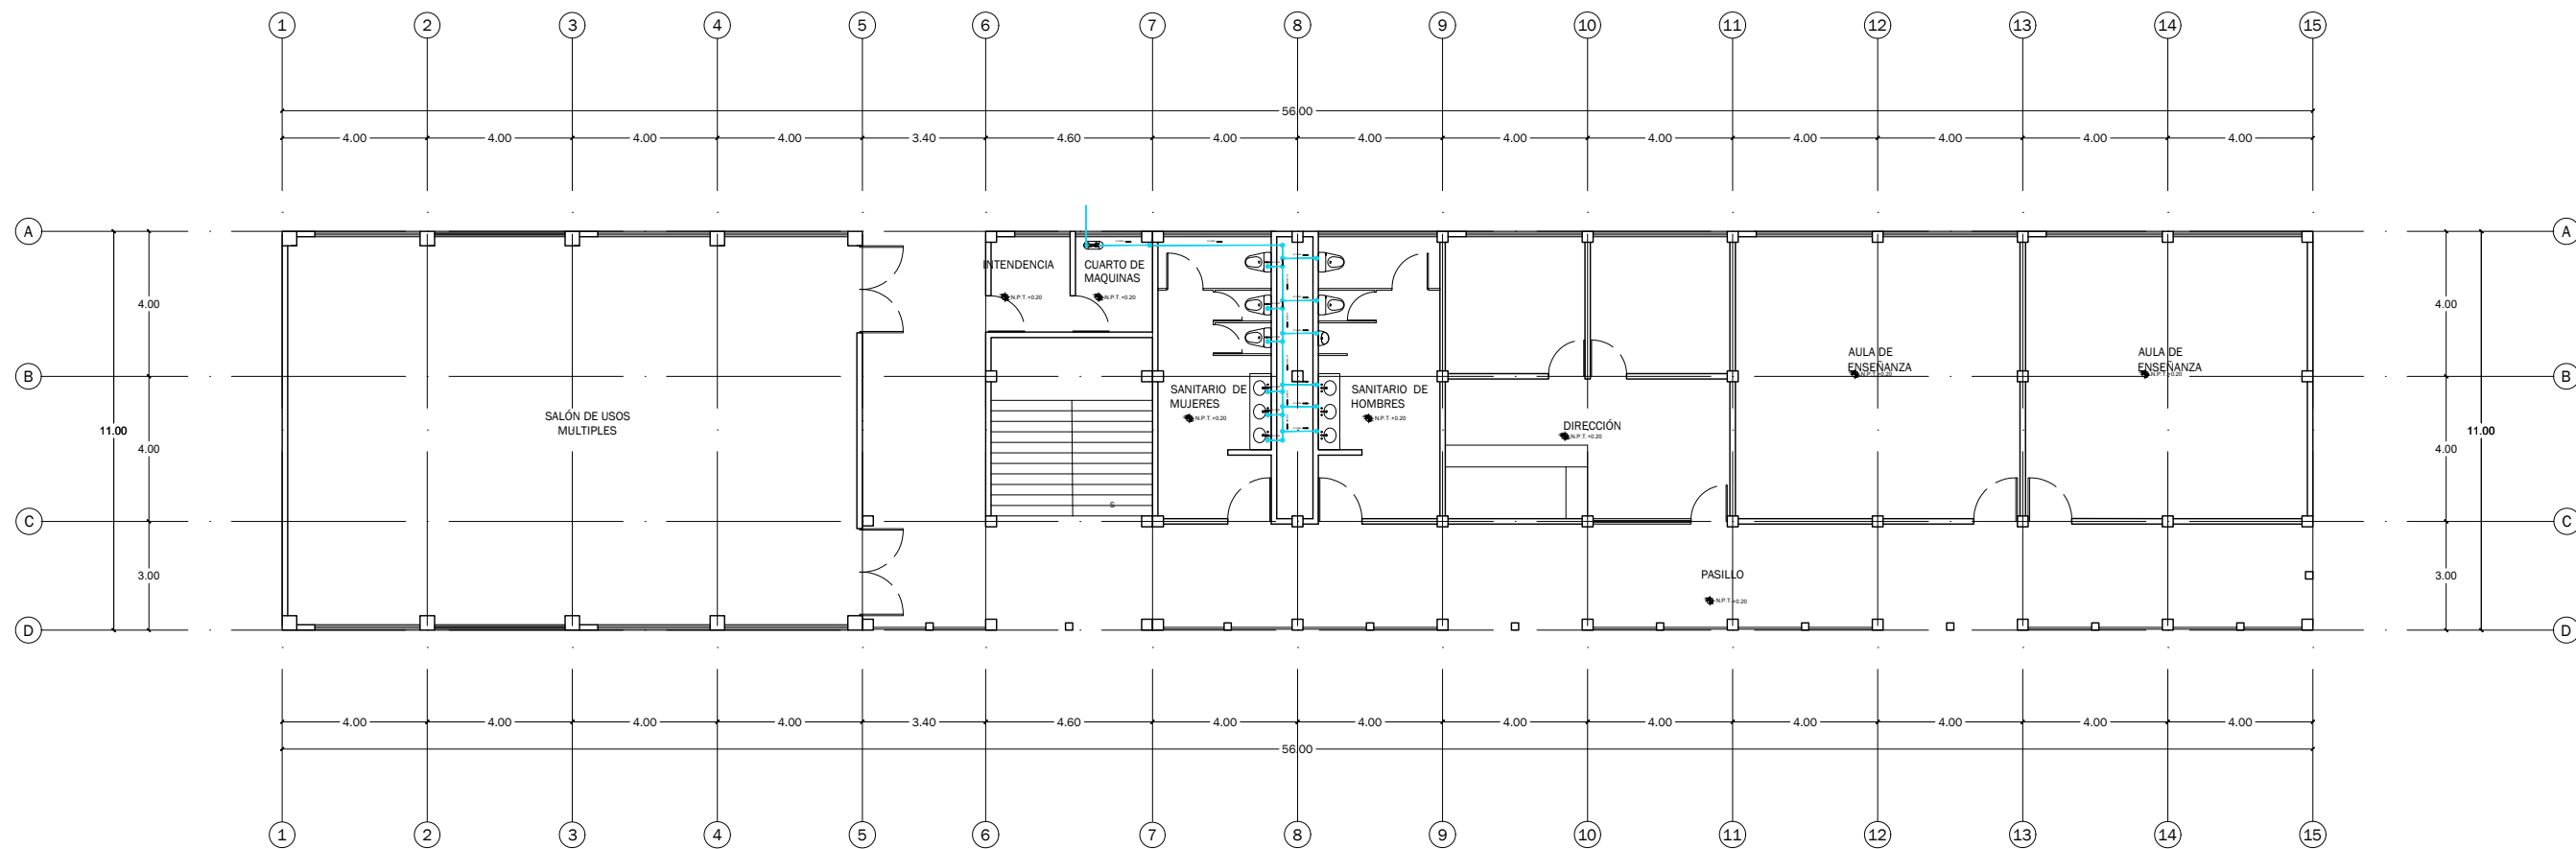 1 2 3 4 5 6 7 8 9 10 11 12 13 14 15
56.00
4.00 4.00 4.00 4.00 3.40 4.60 4.00 4.00 4.00 4.00 4.00 4.00 4.00 4.00
A A
INTENDENCIA
CUARTO DE
MAQUINAS
N.P.T.+0.20
N.P.T.+0.20
4.00 4.00
AULA DE
ENSEÑANZA
N.P.T.+0.20
AULA DE
ENSEÑANZA
N.P.T.+0.20
B B
SANITARIO DE
MUJERES
N.P.T.+0.20
SANITARIO DE
HOMBRES
N.P.T.+0.20
SALÓN DE USOS
MULTIPLES
DIRECCIÓN
N.P.T.+0.20
11.00 11.00
4.00 4.00
S
C C
3.00 3.00
PASILLO
N.P.T.+0.20
D D
4.00 4.00 4.00 4.00 3.40 4.60 4.00 4.00 4.00 4.00 4.00 4.00 4.00 4.00
56.00
1 2 3 4 5 6 7 8 9 10 11 12 13 14 15